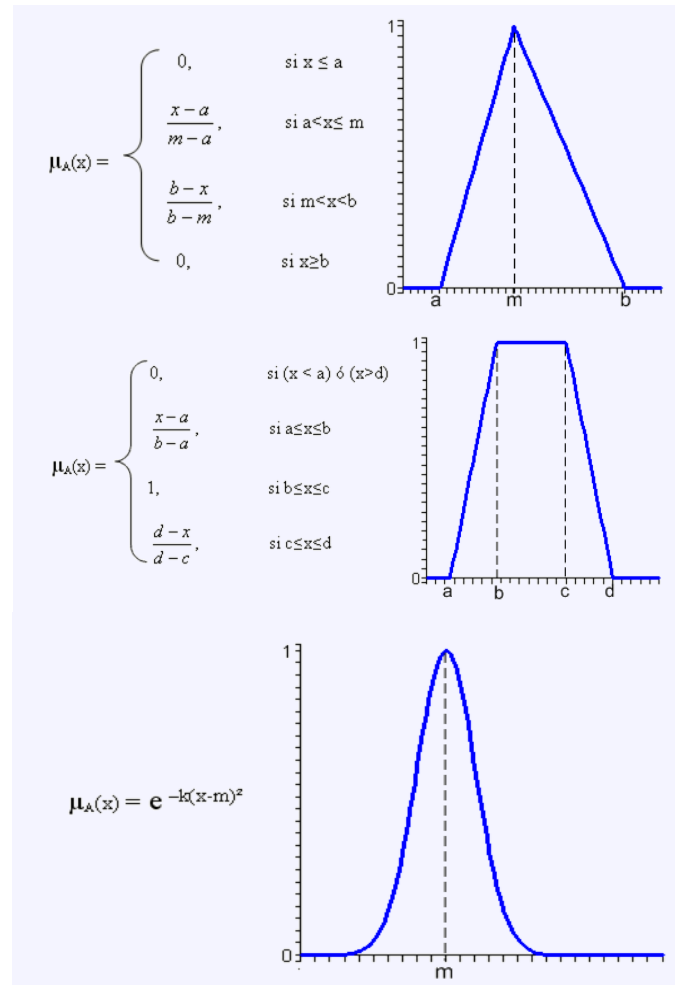 0, si x ≤ a
x − a / m − a , si a<x≤ m
μA(x) =
b − x / b − m , si m<x<b
0, si x≥b
1
0
a m b
0, si (x < a) ó (x>d)
x − a / b − a , si a≤x≤b
μA(x) =
1, si b≤x≤c
d − x / d − c , si c≤x≤d
1
0
a b c d
1
μA(x) = e –k(x-m)²
0
m